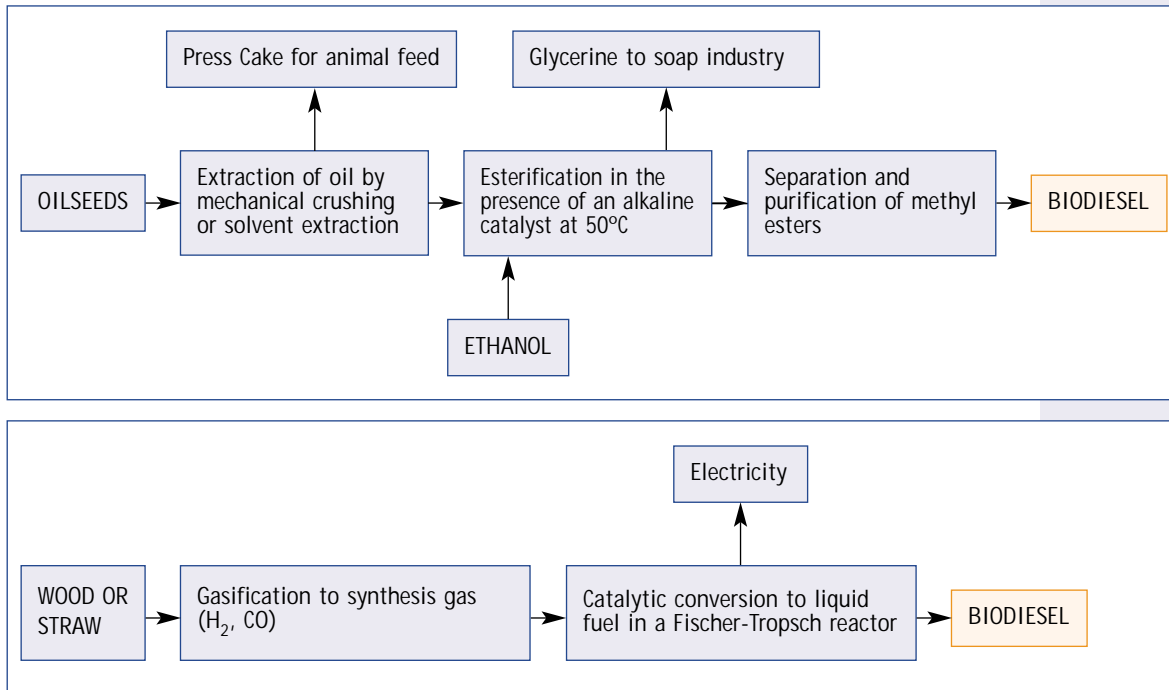 Press Cake for animal feed
Glycerine to soap industry
OILSEEDS
Extraction of oil by
mechanical crushing
or solvent extraction
Esterification in the
presence of an alkaline
catalyst at 50ºC
Separation and
purification of methyl
esters
BIODIESEL
ETHANOL
Electricity
WOOD OR
STRAW
Gasification to synthesis gas
(H₂, CO)
Catalytic conversion to liquid
fuel in a Fischer-Tropsch reactor
BIODIESEL